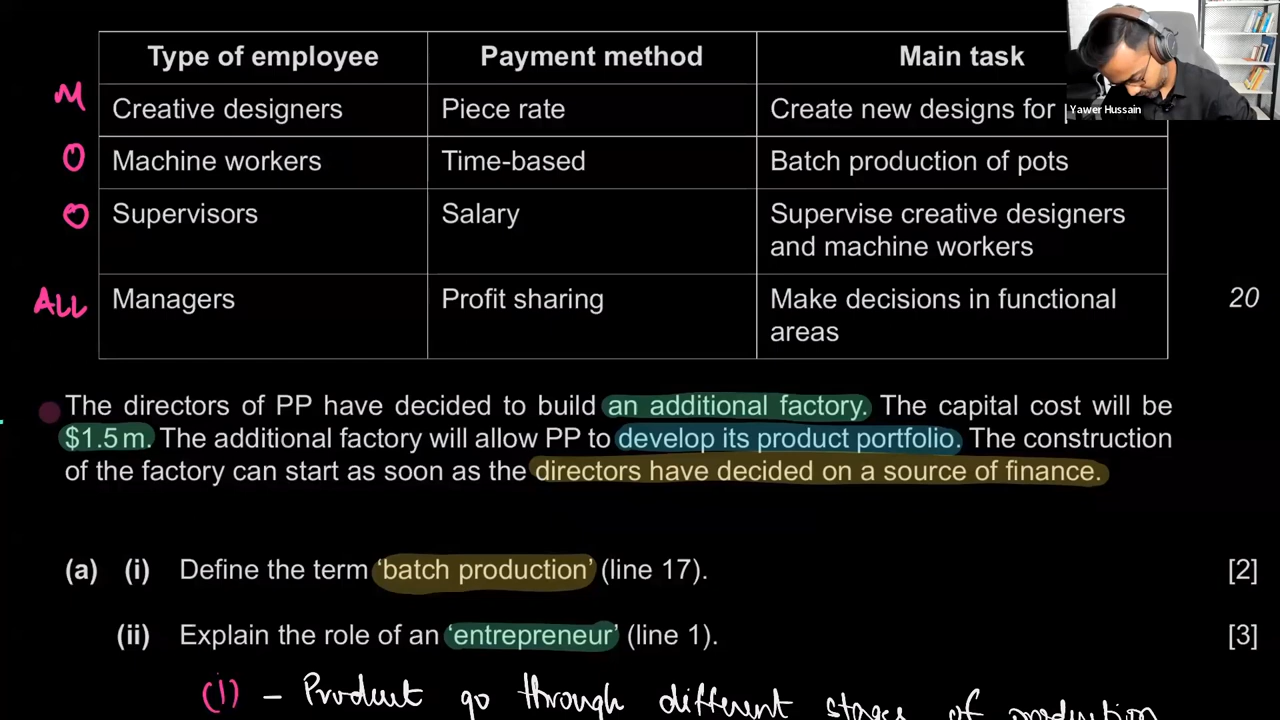 Type of employee Payment method Main task
M Creative designers Piece rate Create new designs for
Yawer Hussain
O Machine workers Time-based Batch production of pots
O Supervisors Salary Supervise creative designers
and machine workers
ALL Managers Profit sharing Make decisions in functional 20
areas
The directors of PP have decided to build an additional factory. The capital cost will be
$1.5m. The additional factory will allow PP to develop its product portfolio. The construction
of the factory can start as soon as the directors have decided on a source of finance.
(a) (i) Define the term ‘batch production’ (line 17). [2]
(ii) Explain the role of an ‘entrepreneur’ (line 1). [3]
(i) – Product go through different stages of production